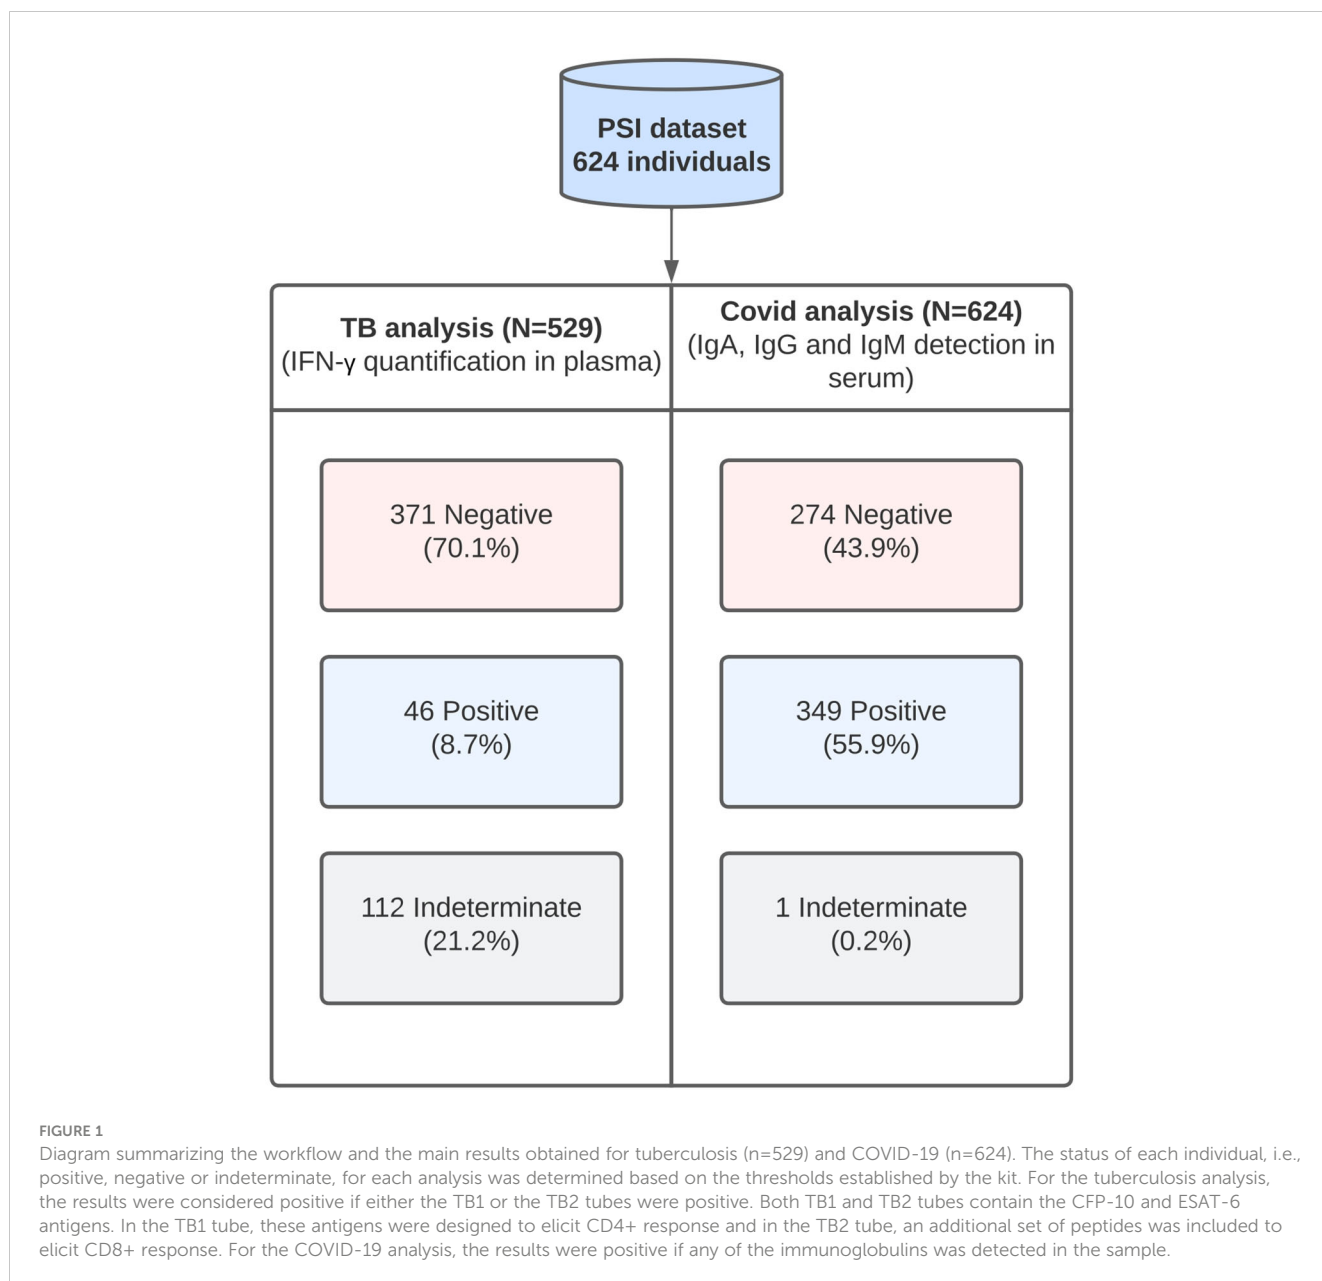 PSI dataset
624 individuals
TB analysis (N=529)
(IFN-γ quantification in plasma)
Covid analysis (N=624)
(IgA, IgG and IgM detection in
serum)
371 Negative
(70.1%)
274 Negative
(43.9%)
46 Positive
(8.7%)
349 Positive
(55.9%)
112 Indeterminate
(21.2%)
1 Indeterminate
(0.2%)
FIGURE 1
Diagram summarizing the workflow and the main results obtained for tuberculosis (n=529) and COVID-19 (n=624). The status of each individual, i.e.,
positive, negative or indeterminate, for each analysis was determined based on the thresholds established by the kit. For the tuberculosis analysis,
the results were considered positive if either the TB1 or the TB2 tubes were positive. Both TB1 and TB2 tubes contain the CFP-10 and ESAT-6
antigens. In the TB1 tube, these antigens were designed to elicit CD4+ response and in the TB2 tube, an additional set of peptides was included to
elicit CD8+ response. For the COVID-19 analysis, the results were positive if any of the immunoglobulins was detected in the sample.